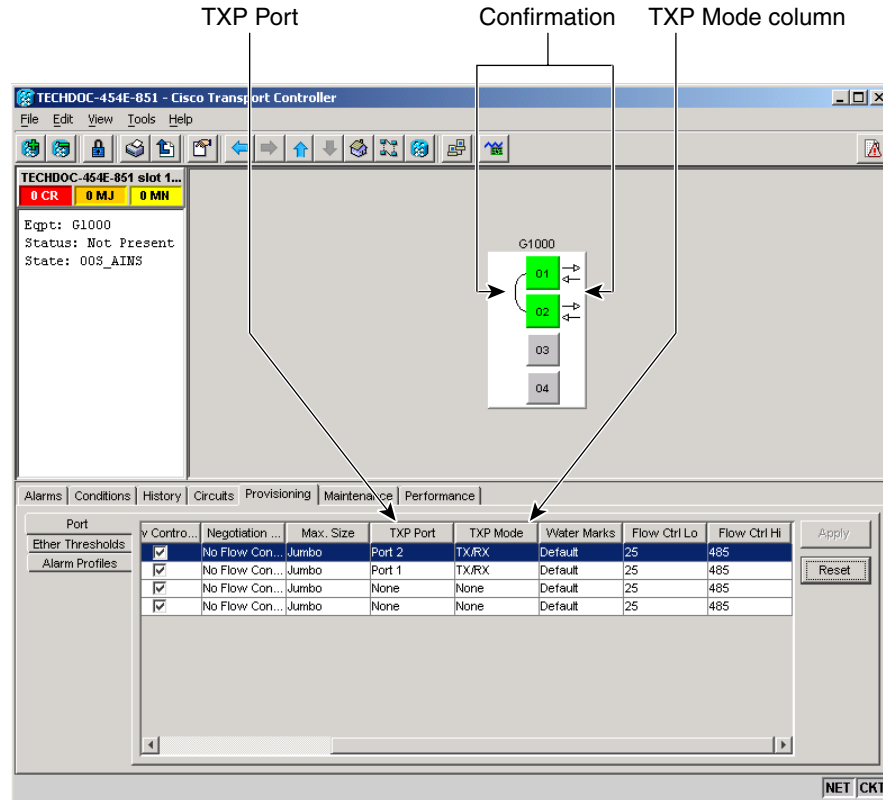 TXP Port Confirmation TXP Mode column
TECHDOC-454E-851 - Cisco Transport Controller
File Edit View Tools Help
TECHDOC-454E-851 slot 1...
0 CR 0 MJ 0 MN
Eqpt: G1000
Status: Not Present
State: OOS_AINS
G1000
01
02
03
04
Alarms Conditions History Circuits Provisioning Maintenance Performance
Port
Ether Thresholds
Alarm Profiles
v Contro... Negotiation ... Max. Size TXP Port TXP Mode Water Marks Flow Ctrl Lo Flow Ctrl Hi
No Flow Con... Jumbo Port 2 TX/RX Default 25 485
No Flow Con... Jumbo Port 1 TX/RX Default 25 485
No Flow Con... Jumbo None None Default 25 485
No Flow Con... Jumbo None None Default 25 485
Apply
Reset
NET CKT